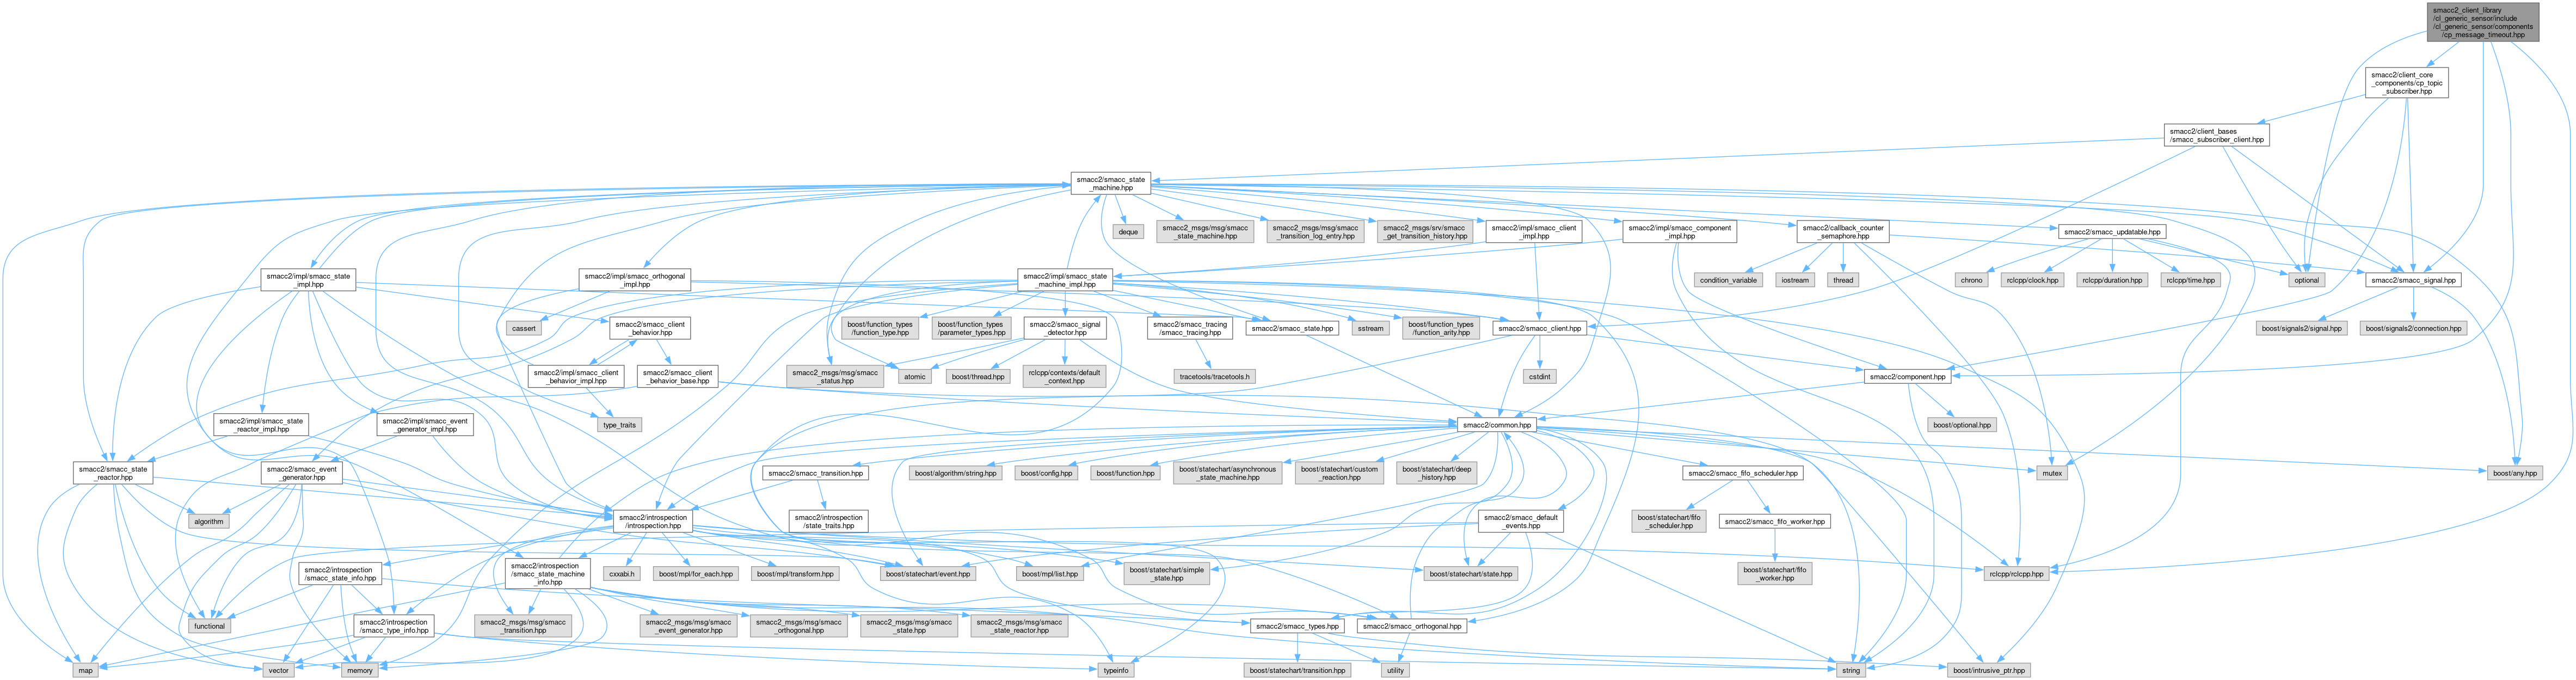 smacc2_client_library
/cl_generic_sensor/include
/cl_generic_sensor/components
/cp_message_timeout.hpp
smacc2/client_core
_components/cp_topic
_subscriber.hpp
smacc2/client_bases
/smacc_subscriber_client.hpp
smacc2/smacc_state
_machine.hpp
deque
smacc2_msgs/msg/smacc
_state_machine.hpp
smacc2_msgs/msg/smacc
_transition_log_entry.hpp
smacc2_msgs/srv/smacc
_get_transition_history.hpp
smacc2/impl/smacc_client
_impl.hpp
smacc2/impl/smacc_component
_impl.hpp
smacc2/callback_counter
_semaphore.hpp
smacc2/smacc_updatable.hpp
smacc2/impl/smacc_state
_impl.hpp
smacc2/impl/smacc_orthogonal
_impl.hpp
smacc2/impl/smacc_state
_machine_impl.hpp
condition_variable
iostream
thread
chrono
rclcpp/clock.hpp
rclcpp/duration.hpp
rclcpp/time.hpp
optional
smacc2/smacc_signal.hpp
cassert
smacc2/smacc_client
_behavior.hpp
boost/function_types
/function_type.hpp
boost/function_types
/parameter_types.hpp
smacc2/smacc_signal
_detector.hpp
smacc2/smacc_tracing
/smacc_tracing.hpp
smacc2/smacc_state.hpp
sstream
boost/function_types
/function_arity.hpp
smacc2/smacc_client.hpp
boost/signals2/signal.hpp
boost/signals2/connection.hpp
smacc2/impl/smacc_client
_behavior_impl.hpp
smacc2/smacc_client
_behavior_base.hpp
smacc2_msgs/msg/smacc
_status.hpp
atomic
boost/thread.hpp
rclcpp/contexts/default
_context.hpp
tracetools/tracetools.h
cstdint
smacc2/component.hpp
smacc2/impl/smacc_state
_reactor_impl.hpp
smacc2/impl/smacc_event
_generator_impl.hpp
type_traits
smacc2/common.hpp
boost/optional.hpp
smacc2/smacc_state
_reactor.hpp
smacc2/smacc_event
_generator.hpp
smacc2/smacc_transition.hpp
boost/algorithm/string.hpp
boost/config.hpp
boost/function.hpp
boost/statechart/asynchronous
_state_machine.hpp
boost/statechart/custom
_reaction.hpp
boost/statechart/deep
_history.hpp
smacc2/smacc_fifo_scheduler.hpp
mutex
boost/any.hpp
algorithm
smacc2/introspection
/introspection.hpp
smacc2/introspection
/state_traits.hpp
smacc2/smacc_default
_events.hpp
boost/statechart/fifo
_scheduler.hpp
smacc2/smacc_fifo_worker.hpp
smacc2/introspection
/smacc_state_info.hpp
smacc2/introspection
/smacc_state_machine
_info.hpp
cxxabi.h
boost/mpl/for_each.hpp
boost/mpl/transform.hpp
boost/statechart/event.hpp
boost/mpl/list.hpp
boost/statechart/simple
_state.hpp
boost/statechart/state.hpp
boost/statechart/fifo
_worker.hpp
rclcpp/rclcpp.hpp
functional
smacc2/introspection
/smacc_type_info.hpp
smacc2_msgs/msg/smacc
_transition.hpp
smacc2_msgs/msg/smacc
_event_generator.hpp
smacc2_msgs/msg/smacc
_orthogonal.hpp
smacc2_msgs/msg/smacc
_state.hpp
smacc2_msgs/msg/smacc
_state_reactor.hpp
smacc2/smacc_types.hpp
smacc2/smacc_orthogonal.hpp
map
vector
memory
typeinfo
boost/statechart/transition.hpp
utility
string
boost/intrusive_ptr.hpp